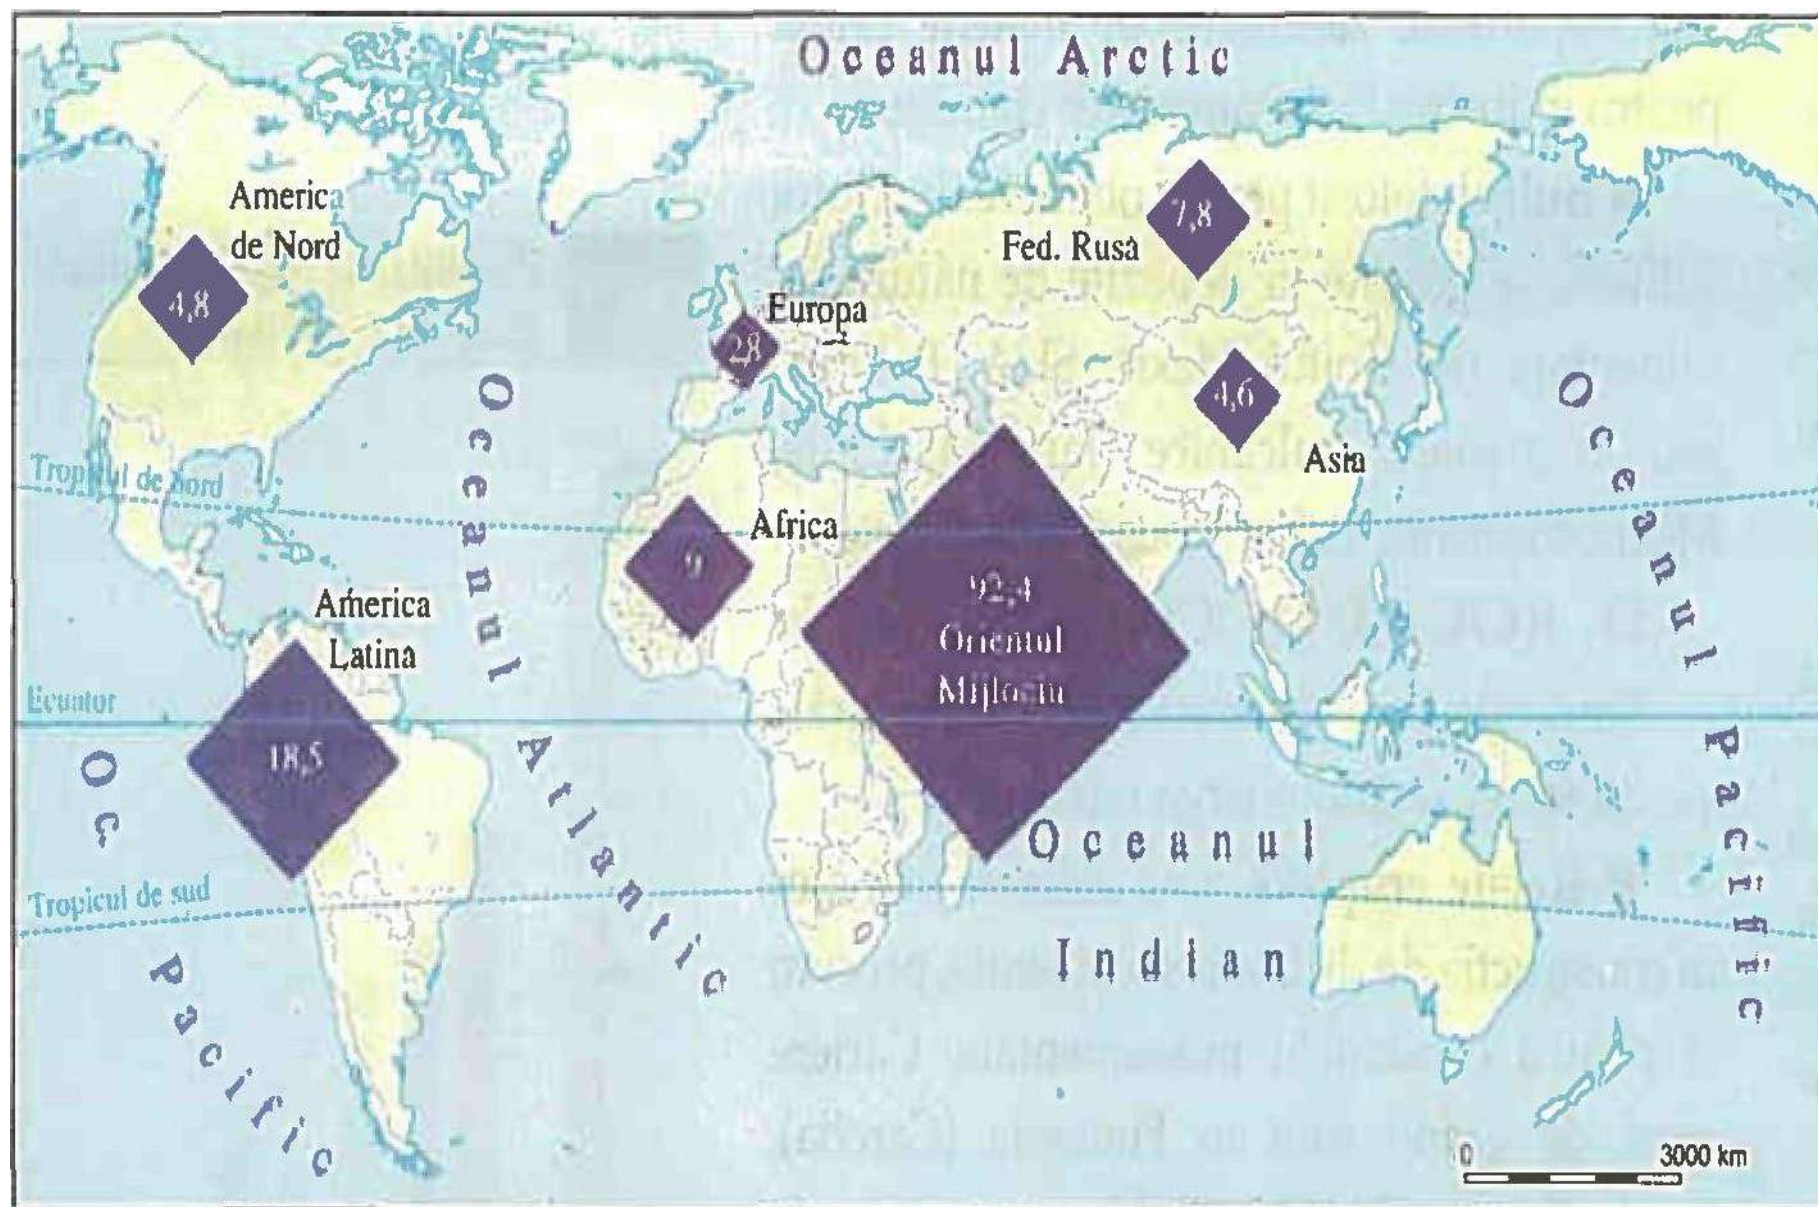 Oceanul Arctic
America
de Nord
4,8
7,8
Fed. Rusă
Europa
28
4,6
Asia
Oceanul Atlantic
Oceanul Pacific
Tropicul de Nord
Africa
9
92,4
Orientul
Mijlociu
America
Latina
Ecuator
18,5
Oc. Pacific
Oceanul
Indian
Tropicul de sud
0 3000 km